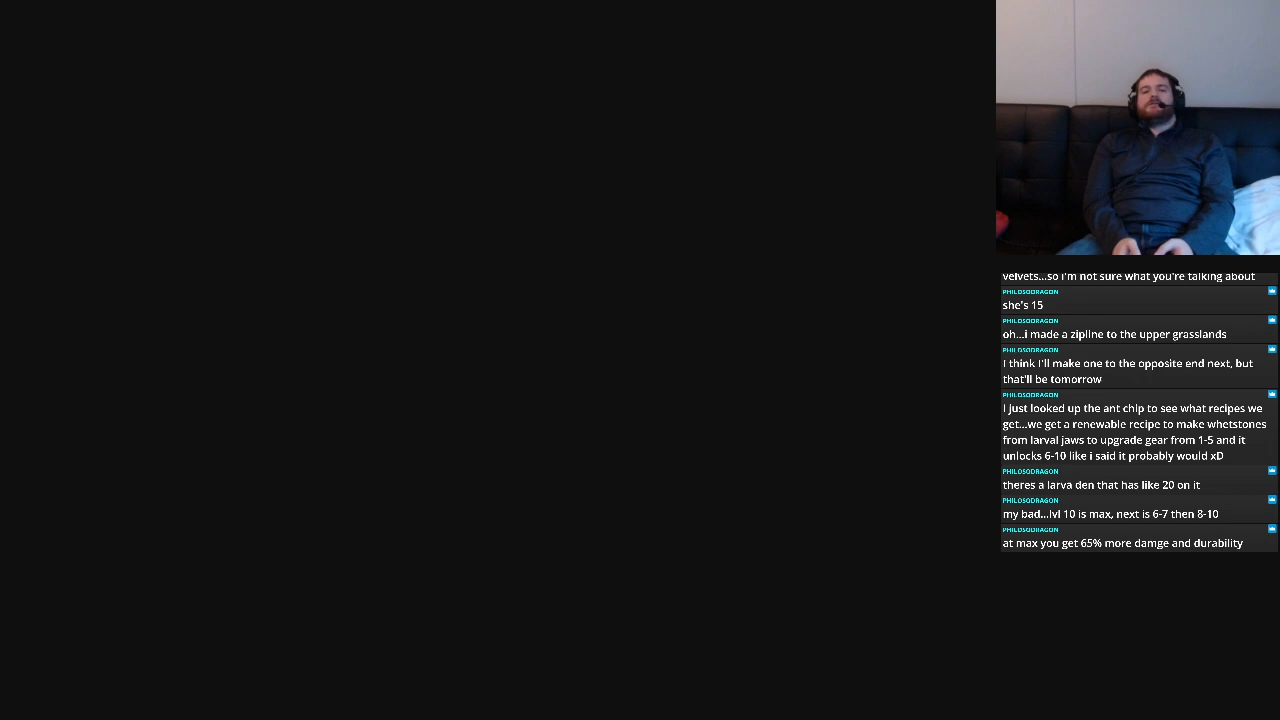 velvets...so i'm not sure what you're talking about
PHILOSODRAGON
she's 15
PHILOSODRAGON
oh...i made a zipline to the upper grasslands
PHILOSODRAGON
I think I'll make one to the opposite end next, but
that'll be tomorrow
PHILOSODRAGON
I just looked up the ant chip to see what recipes we
get...we get a renewable recipe to make whetstones
from larval jaws to upgrade gear from 1-5 and it
unlocks 6-10 like i said it probably would xD
PHILOSODRAGON
theres a larva den that has like 20 on it
PHILOSODRAGON
my bad...lvl 10 is max, next is 6-7 then 8-10
PHILOSODRAGON
at max you get 65% more damge and durability